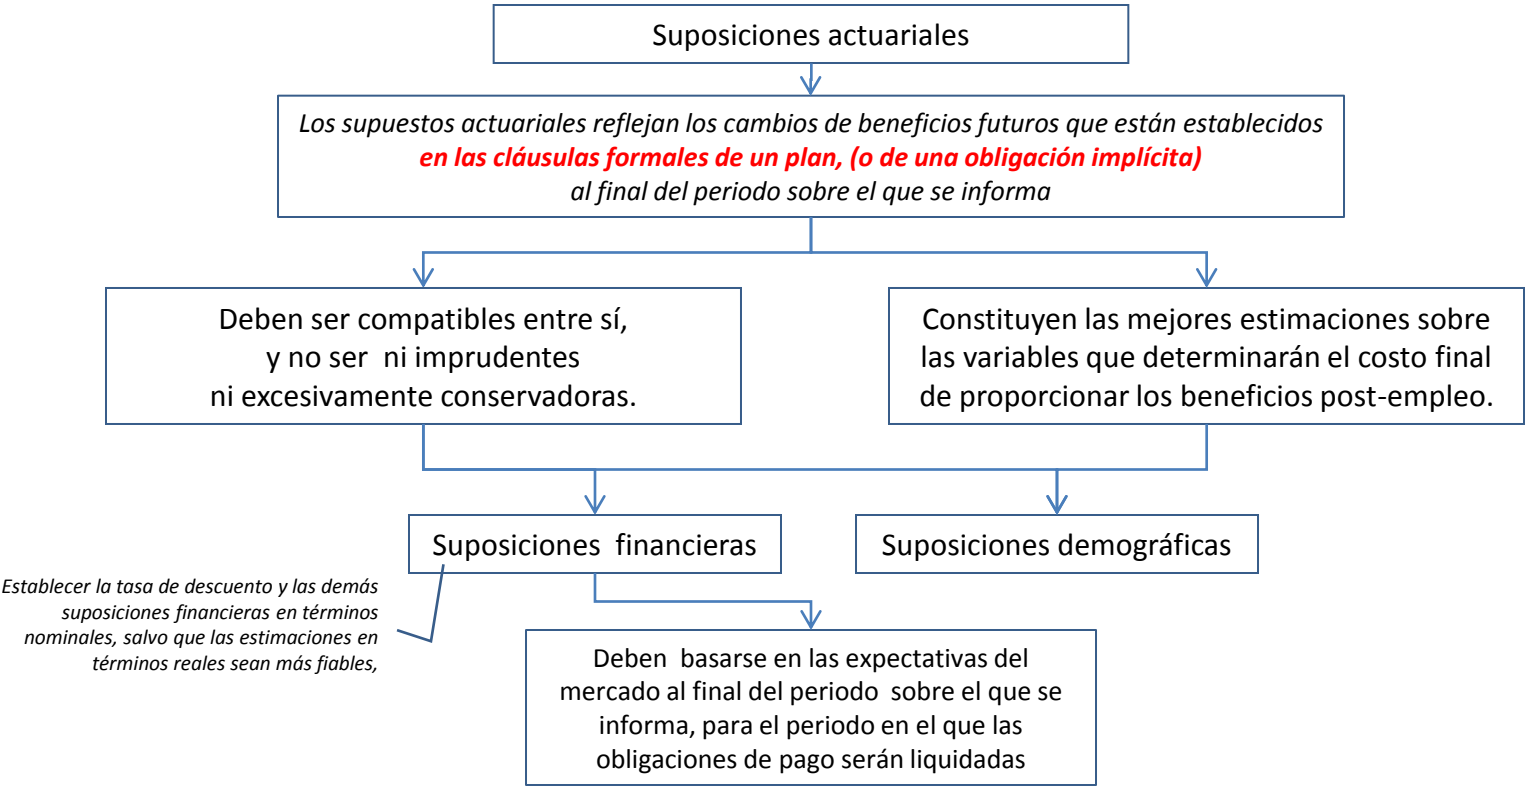 Suposiciones actuariales
Los supuestos actuariales reflejan los cambios de beneficios futuros que están establecidos
en las cláusulas formales de un plan, (o de una obligación implícita)
al final del periodo sobre el que se informa
Deben ser compatibles entre sí,
y no ser ni imprudentes
ni excesivamente conservadoras.
Constituyen las mejores estimaciones sobre
las variables que determinarán el costo final
de proporcionar los beneficios post-empleo.
Suposiciones financieras
Suposiciones demográficas
Establecer la tasa de descuento y las demás
suposiciones financieras en términos
nominales, salvo que las estimaciones en
términos reales sean más fiables,
Deben basarse en las expectativas del
mercado al final del periodo sobre el que se
informa, para el periodo en el que las
obligaciones de pago serán liquidadas